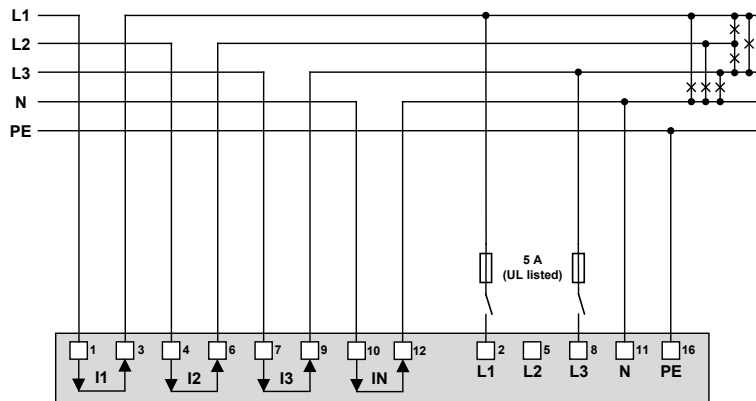 L1
L2
L3
N
PE
5 A
(UL listed)
1 3 4 6 7 9 10 12 2 5 8 11 16
I1 I2 I3 IN L1 L2 L3 N PE